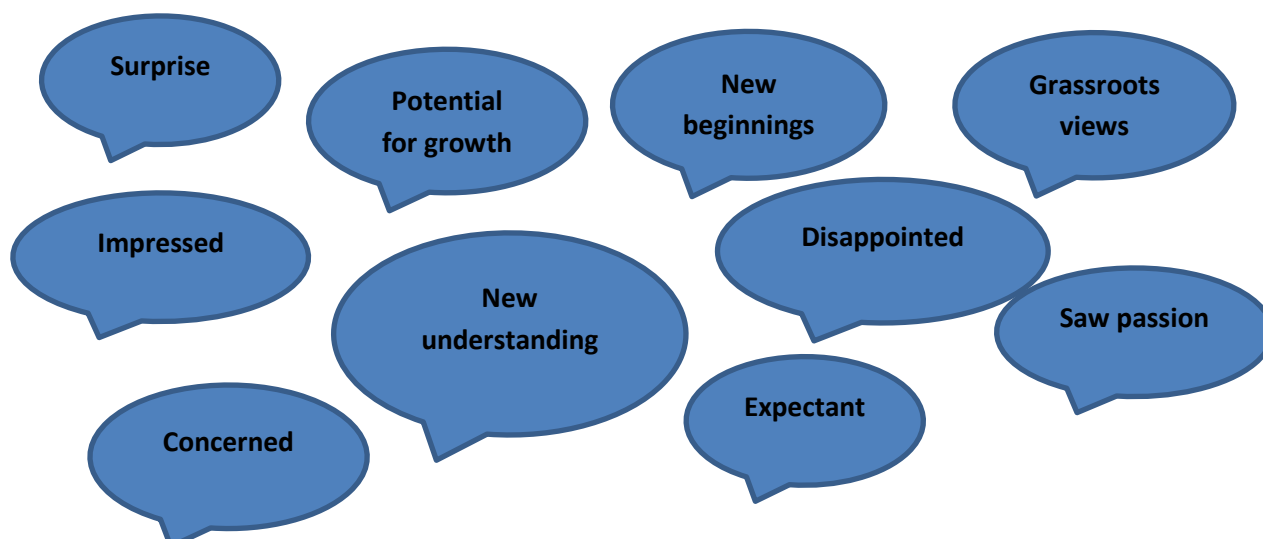 Surprise
Potential
for growth
New
beginnings
Grassroots
views
Impressed
New
understanding
Disappointed
Saw passion
Concerned
Expectant